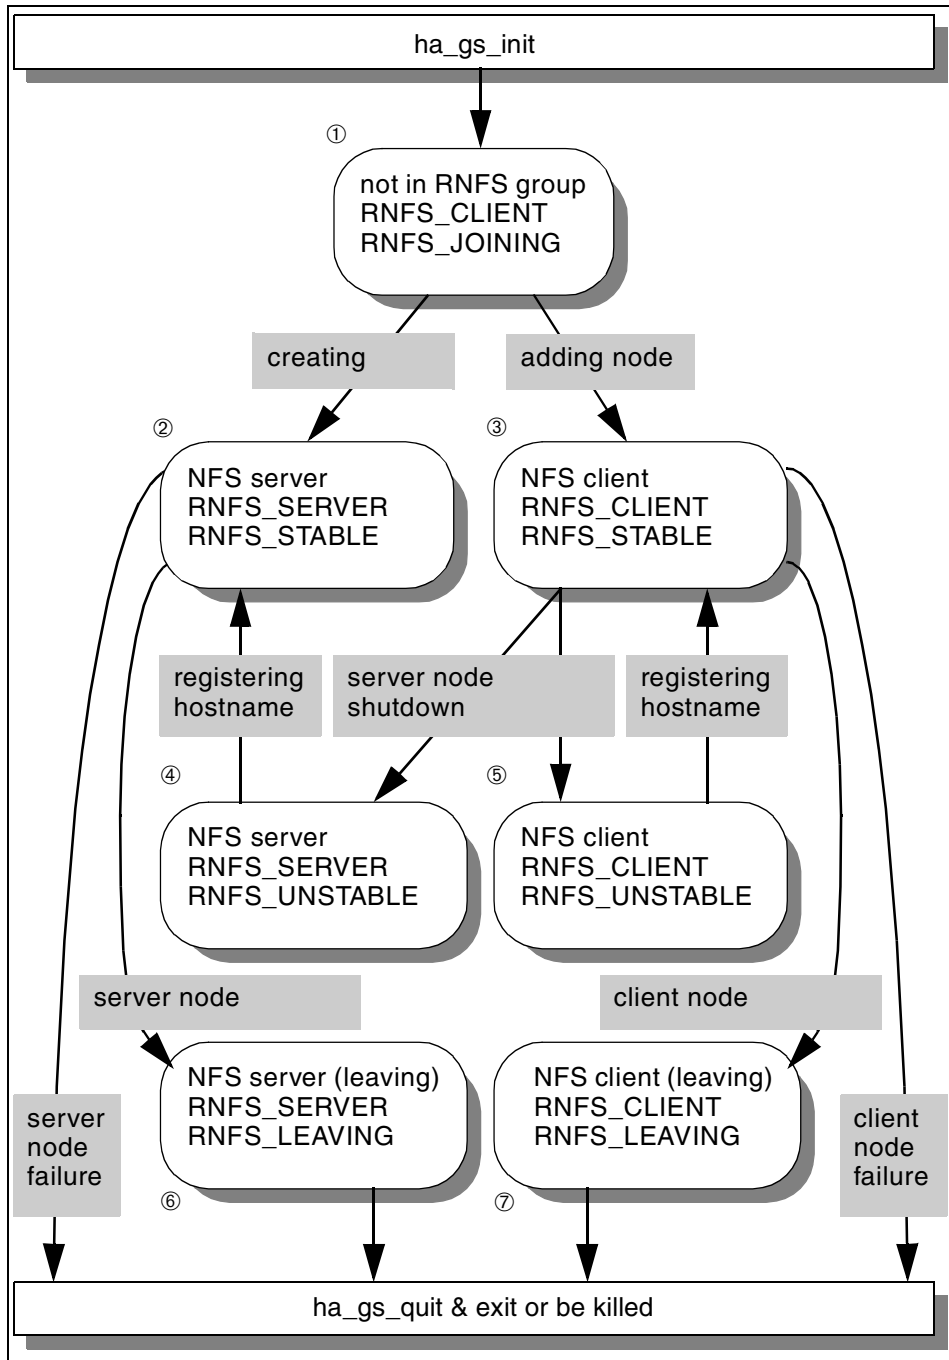 ha_gs_init
①
not in RNFS group
RNFS_CLIENT
RNFS_JOINING
creating
adding node
②
NFS server
RNFS_SERVER
RNFS_STABLE
③
NFS client
RNFS_CLIENT
RNFS_STABLE
registering
hostname
server node
shutdown
registering
hostname
④
NFS server
RNFS_SERVER
RNFS_UNSTABLE
⑤
NFS client
RNFS_CLIENT
RNFS_UNSTABLE
server node
client node
NFS server (leaving)
RNFS_SERVER
RNFS_LEAVING
⑥
NFS client (leaving)
RNFS_CLIENT
RNFS_LEAVING
⑦
server
node
failure
client
node
failure
ha_gs_quit & exit or be killed